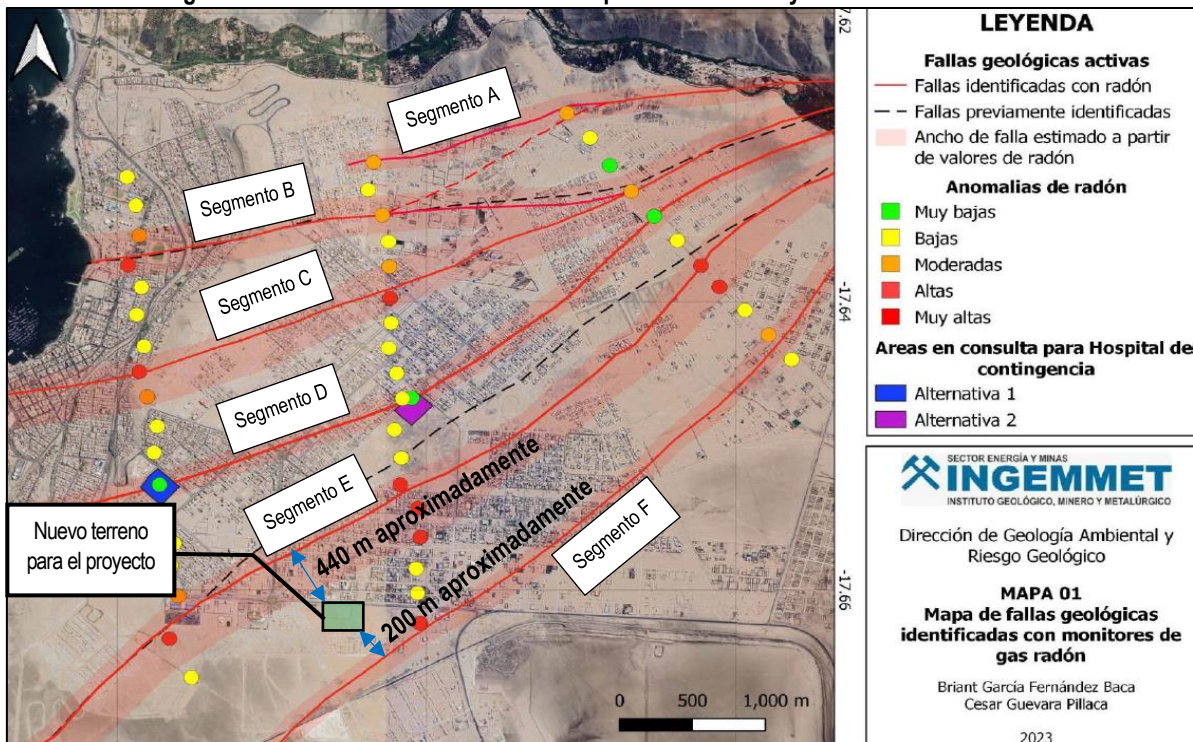 Segmento A
Segmento B
Segmento C
Segmento D
Segmento E
440 m aproximadamente
200 m aproximadamente
Segmento F
Nuevo terreno
para el proyecto
0 500 1,000 m
-17.64
-17.66
LEYENDA
Fallas geológicas activas
Fallas identificadas con radón
Fallas previamente identificadas
Ancho de falla estimado a partir
de valores de radón
Anomalias de radón
Muy bajas
Bajas
Moderadas
Altas
Muy altas
Areas en consulta para Hospital de
contingencia
Alternativa 1
Alternativa 2
SECTOR ENERGÍA Y MINAS
INGEMMET
INSTITUTO GEOLÓGICO, MINERO Y METALÚRGICO
Dirección de Geología Ambiental y
Riesgo Geológico
MAPA 01
Mapa de fallas geológicas
identificadas con monitores de
gas radón
Briant García Fernández Baca
Cesar Guevara Pillaca
2023